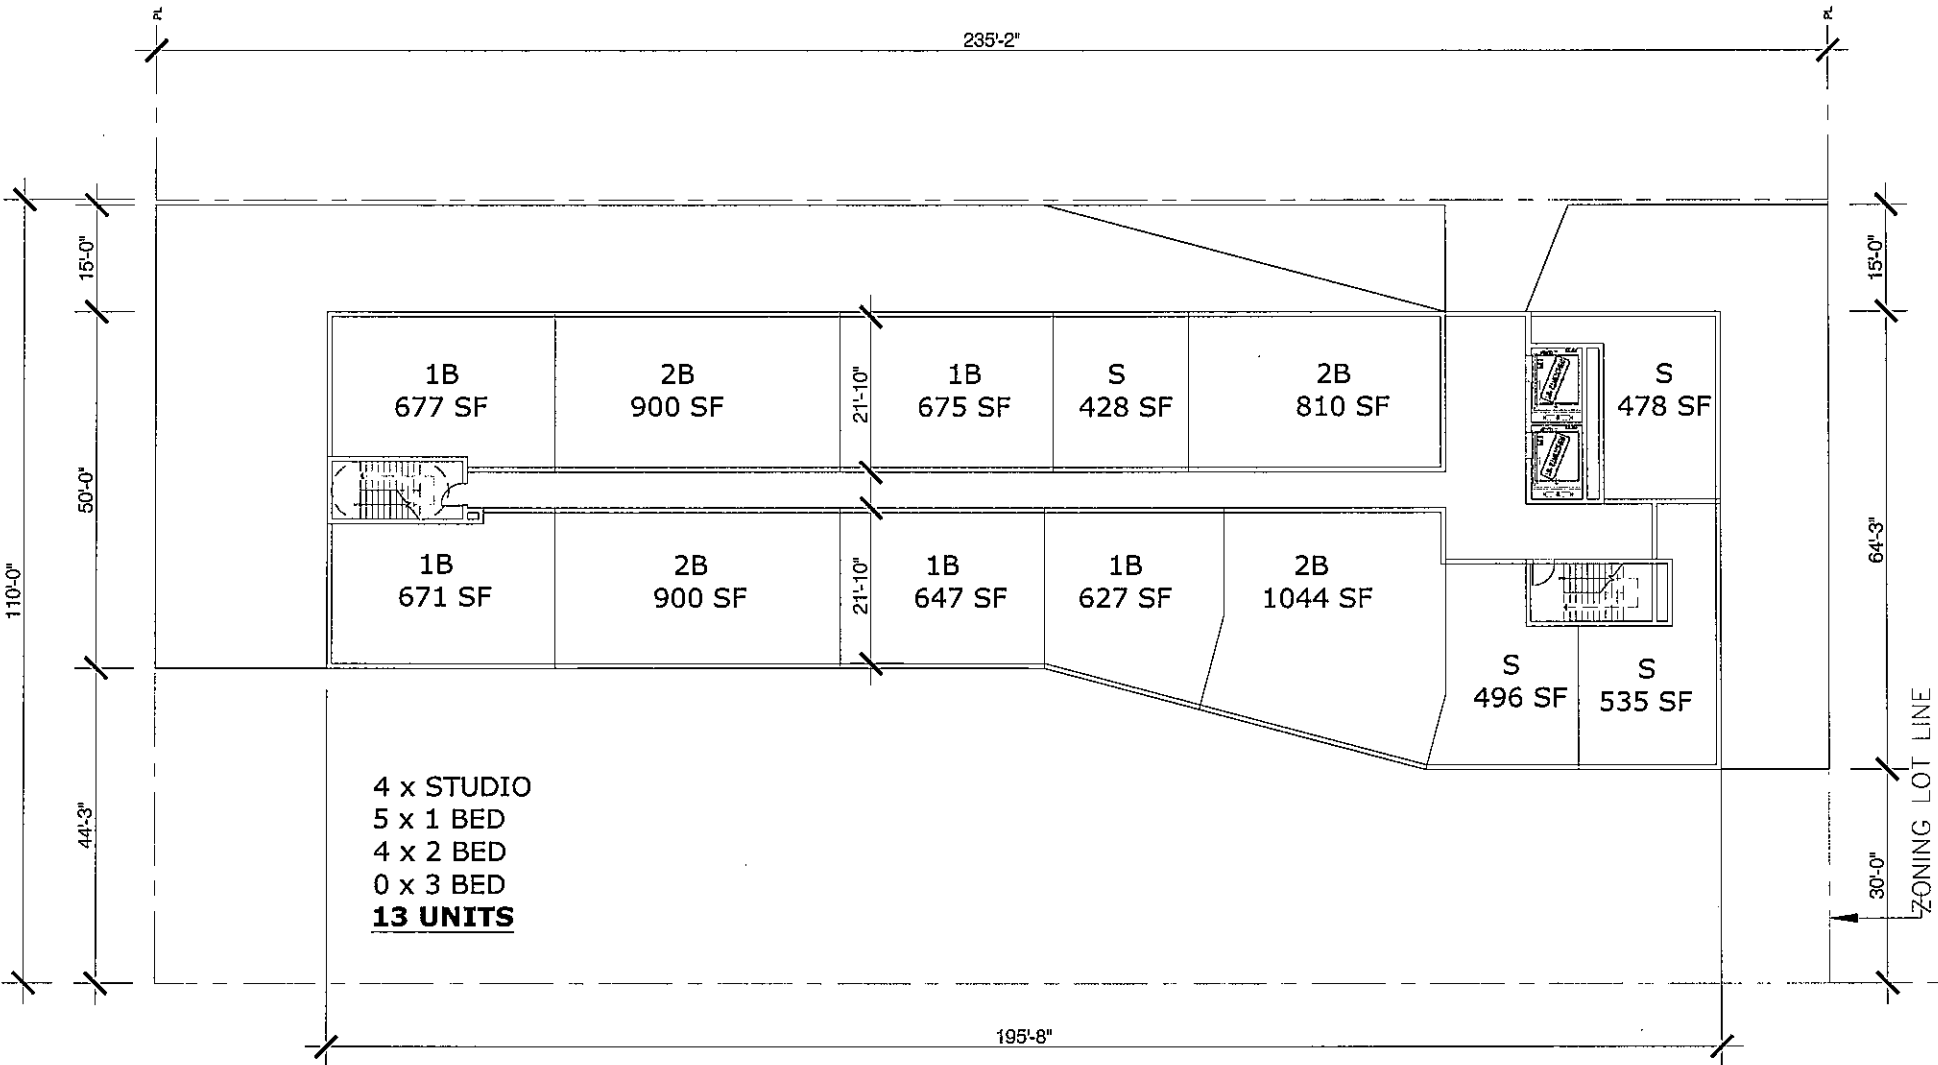 PL
PL
235'-2"
15'-0"
15'-0"
1B
677 SF
2B
900 SF
21'-10"
1B
675 SF
S
428 SF
2B
810 SF
S
478 SF
50'-0"
64'-3"
110'-0"
1B
671 SF
2B
900 SF
21'-10"
1B
647 SF
1B
627 SF
2B
1044 SF
S
496 SF
S
535 SF
44'-3"
4 x STUDIO
5 x 1 BED
4 x 2 BED
0 x 3 BED
13 UNITS
30'-0"
ZONING LOT LINE
195'-8"